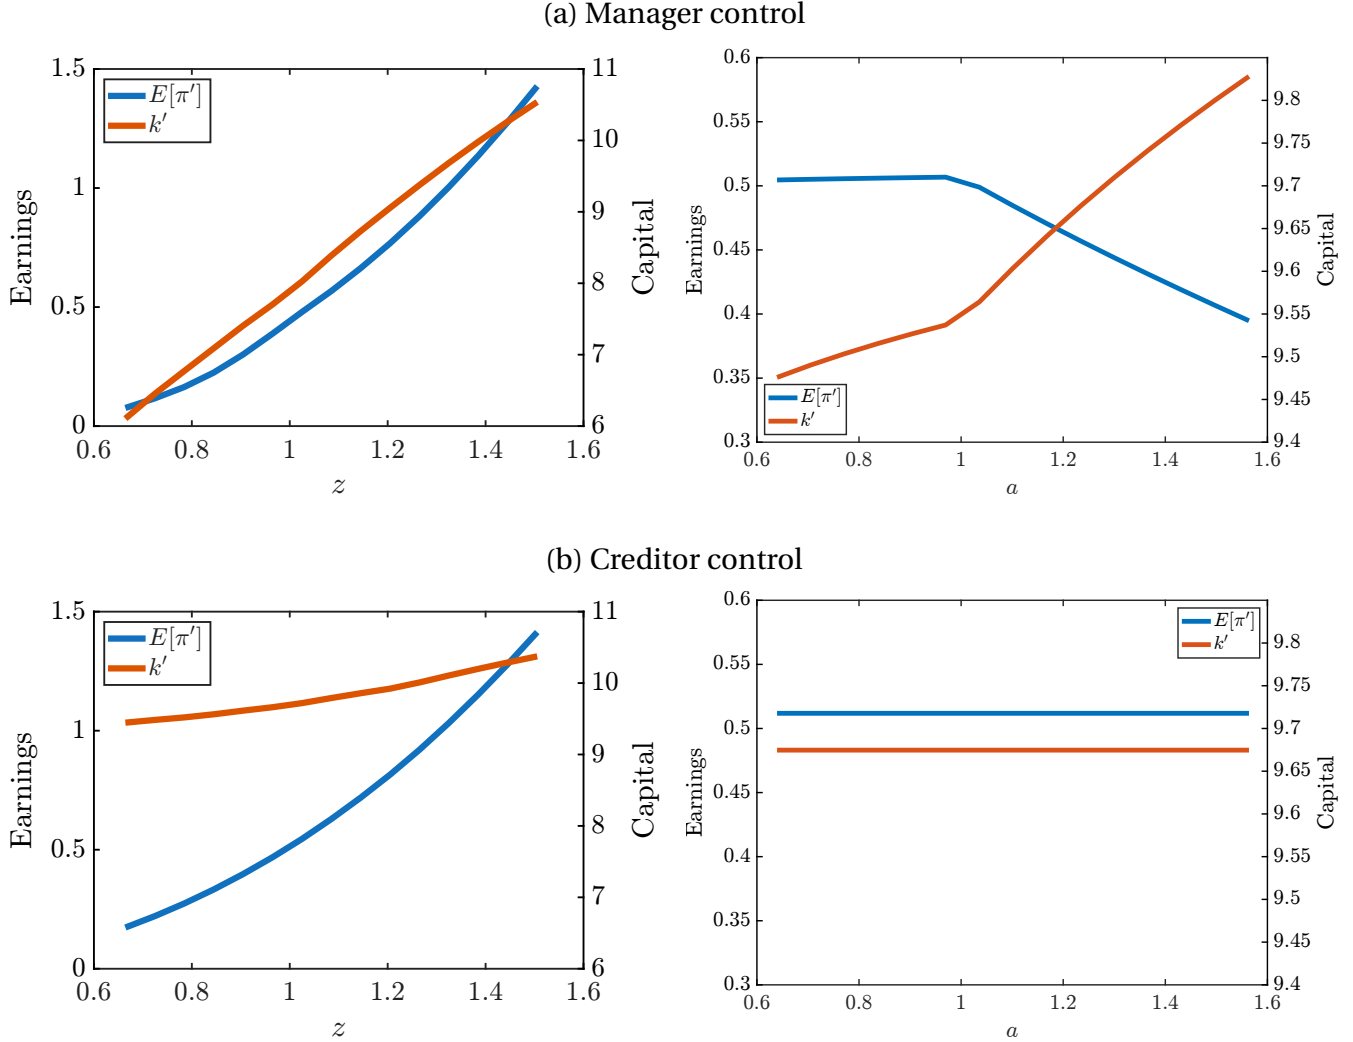 (a) Manager control
1.5
1
0.5
0
11
10
9
8
7
6
0.6 0.8 1 1.2 1.4 1.6
Earnings
Capital
z
E[π′]
k′
0.6
0.55
0.5
0.45
0.4
0.35
0.3
9.8
9.75
9.7
9.65
9.6
9.55
9.5
9.45
9.4
0.6 0.8 1 1.2 1.4 1.6
Earnings
Capital
a
E[π′]
k′
(b) Creditor control
1.5
1
0.5
0
11
10
9
8
7
6
0.6 0.8 1 1.2 1.4 1.6
Earnings
Capital
z
E[π′]
k′
0.6
0.55
0.5
0.45
0.4
0.35
0.3
9.8
9.75
9.7
9.65
9.6
9.55
9.5
9.45
9.4
0.6 0.8 1 1.2 1.4 1.6
Earnings
Capital
a
E[π′]
k′